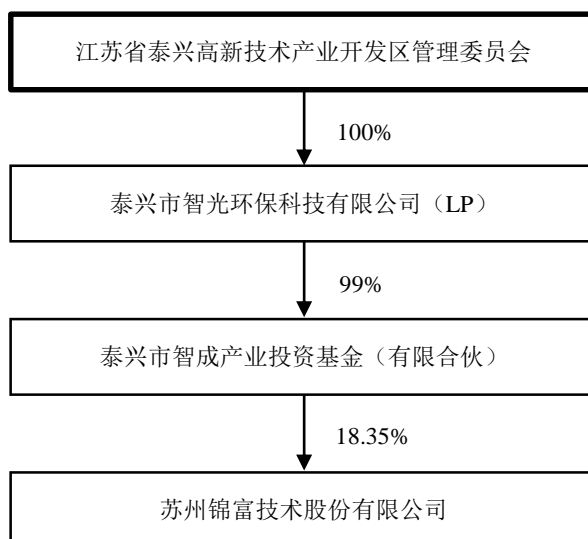 江苏省泰兴高新技术产业开发区管理委员会
100%
泰兴市智光环保科技有限公司（LP）
99%
泰兴市智成产业投资基金（有限合伙）
18.35%
苏州锦富技术股份有限公司